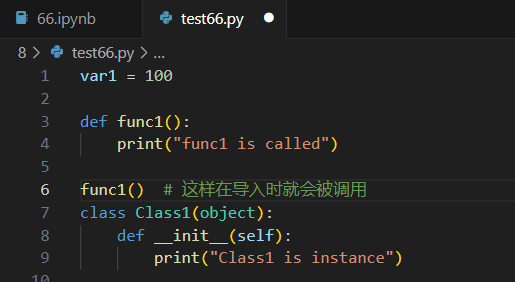 66.ipynb
test66.py
8 > test66.py > ...
1 var1 = 100
2
3 def func1():
4     print("func1 is called")
5
6 func1()  # 这样在导入时就会被调用
7 class Class1(object):
8     def __init__(self):
9         print("Class1 is instance")
10